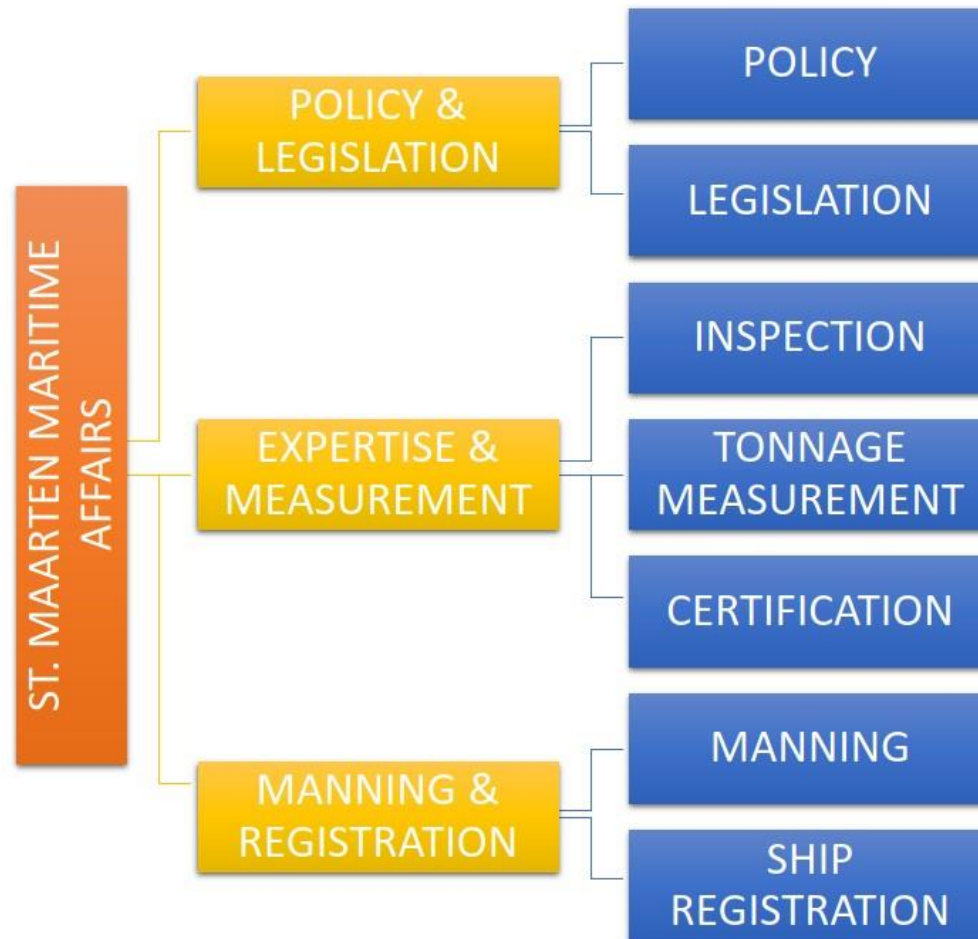 ST. MAARTEN MARITIME
AFFAIRS
POLICY &
LEGISLATION
POLICY
LEGISLATION
EXPERTISE &
MEASUREMENT
INSPECTION
TONNAGE
MEASUREMENT
CERTIFICATION
MANNING &
REGISTRATION
MANNING
SHIP
REGISTRATION